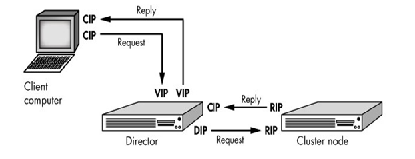 CIP
Reply
CIP
Request
Client
computer
VIP VIP
CIP
Reply
RIP
DIP
Request
RIP
Director
Cluster node